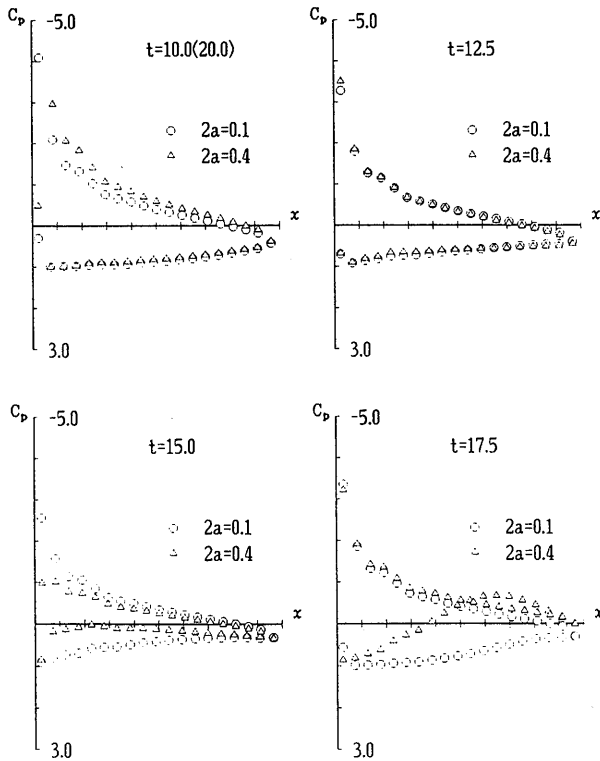 Cp -5.0
t=10.0(20.0)
○ 2a=0.1
△ 2a=0.4
x
3.0
Cp -5.0
t=12.5
○ 2a=0.1
△ 2a=0.4
x
3.0
Cp -5.0
t=15.0
○ 2a=0.1
△ 2a=0.4
x
3.0
Cp -5.0
t=17.5
○ 2a=0.1
△ 2a=0.4
x
3.0